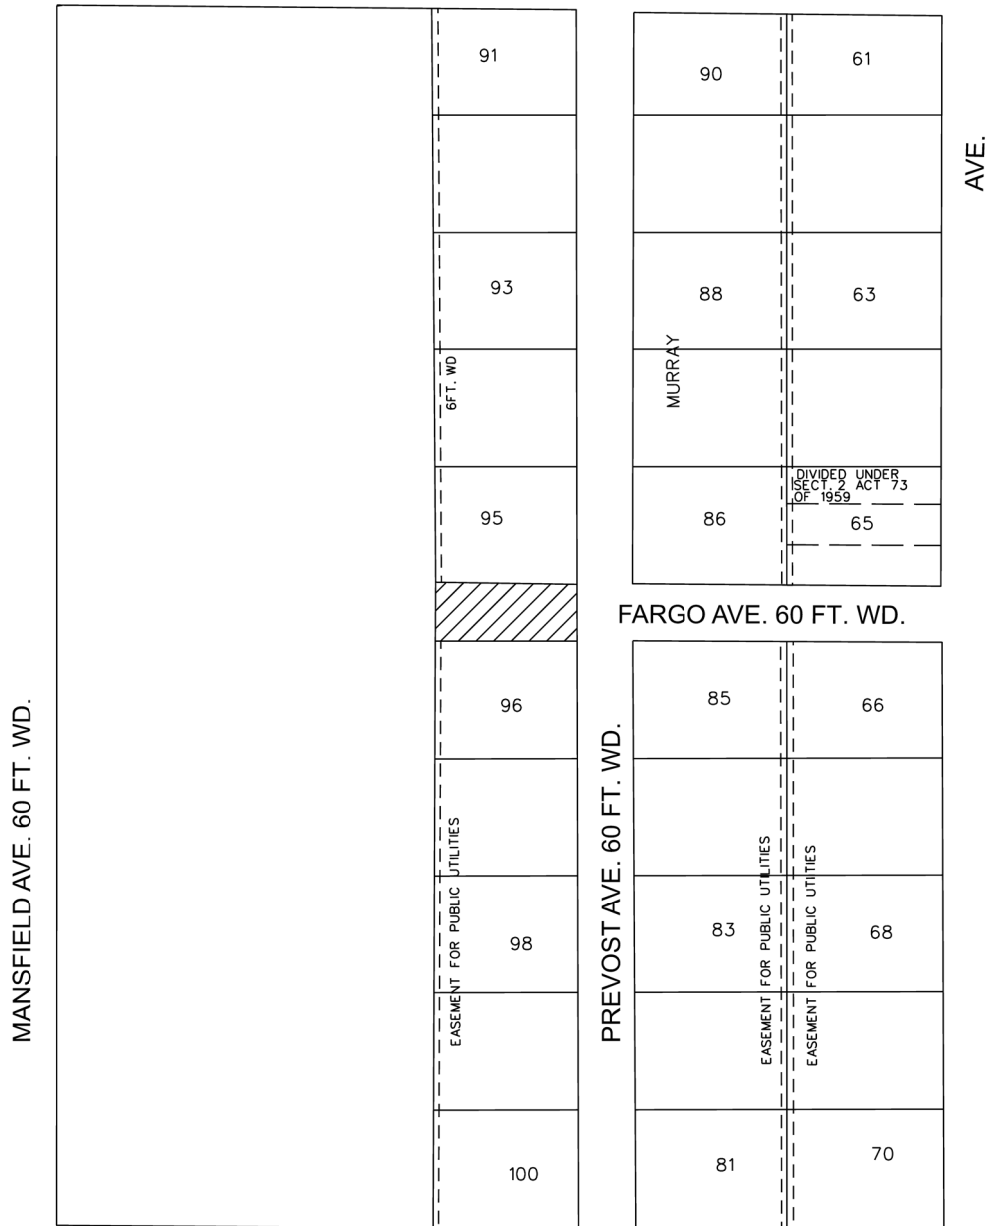 91
90
61
AVE.
93
88
63
MURRAY
6FT. WD
DIVIDED UNDER
SECT. 2 ACT 73
OF 1959
95
86
65
FARGO AVE. 60 FT. WD.
96
85
66
MANSFIELD AVE. 60 FT. WD.
PREVOST AVE. 60 FT. WD.
EASEMENT FOR PUBLIC UTILITIES
EASEMENT FOR PUBLIC UTILITIES
EASEMENT FOR PUBLIC UTILITIES
98
83
68
100
81
70